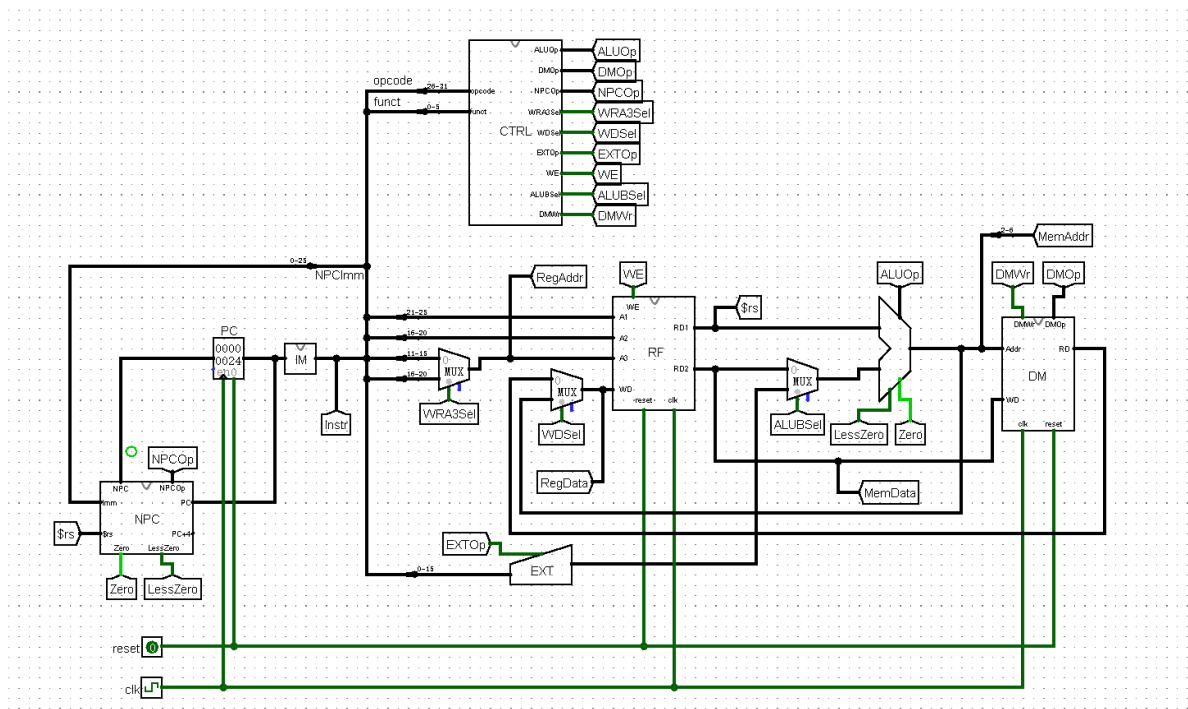 ALUOp
ALUOp
DMOp
DMOp
opcode
26-31
opcode
NPCOp
NPCOp
funct
0-5
funct
WRA3Sel
WRA3Sel
CTRL
WDSel
WDSel
EXTOp
EXTOp
WE
WE
ALUBSel
ALUBSel
DMWr
DMWr
2-6
MemAddr
0-25
NPCImm
RegAddr
WE
ALUOp
DMWr
DMOp
$rs
WE
21-25
A1
RD1
DMWr
DMOp
PC
16-20
A2
0000
0024
IM
11-15
0
MUX
A3
RF
Addr
RD
16-20
0
MUX
WD
RD2
0
MUX
DM
WRA3Sel
WD
reset
clk
ALUBSel
Instr
WDSel
LessZero
Zero
clk
reset
NPCOp
RegData
MemData
NPC
NPCOp
Imm
PC
NPC
$rs
$rs
PC+4
Zero
LessZero
EXTOp
EXT
0-15
Zero
LessZero
reset
0
clk